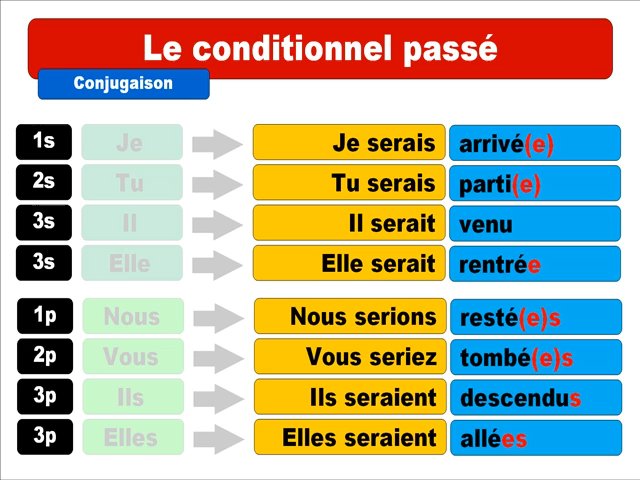 Le conditionnel passé
Conjugaison
1s Je Je serais arrivé(e)
2s Tu Tu serais parti(e)
3s Il Il serait venu
3s Elle Elle serait rentrée
1p Nous Nous serions resté(e)s
2p Vous Vous seriez tombé(e)s
3p Ils Ils seraient descendus
3p Elles Elles seraient allées